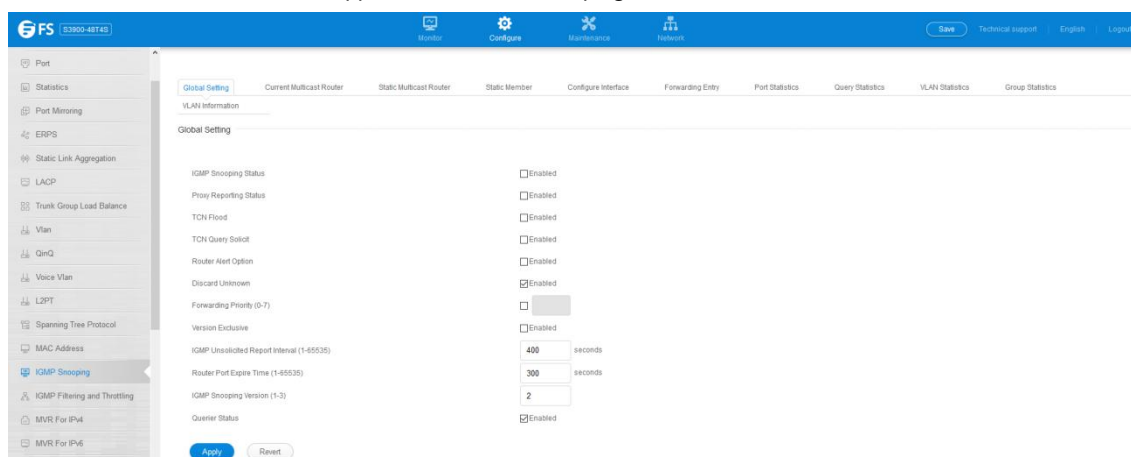 FS S3900-48T4S
Monitor
Configure
Maintenance
Network
Save Technical support English Logout
Port
Statistics
Port Mirroring
ERPS
Static Link Aggregation
LACP
Trunk Group Load Balance
Vlan
QinQ
Voice Vlan
L2PT
Spanning Tree Protocol
MAC Address
IGMP Snooping
IGMP Filtering and Throttling
MVR For IPv4
MVR For IPv6
Global Setting Current Multicast Router Static Multicast Router Static Member Configure Interface Forwarding Entry Port Statistics Query Statistics VLAN Statistics Group Statistics
VLAN Information
Global Setting
IGMP Snooping Status Enabled
Proxy Reporting Status Enabled
TCN Flood Enabled
TCN Query Solicit Enabled
Router Alert Option Enabled
Discard Unknown Enabled
Forwarding Priority (0-7)
Version Exclusive Enabled
IGMP Unsolicited Report Interval (1-65535) 400 seconds
Router Port Expire Time (1-65535) 300 seconds
IGMP Snooping Version (1-3) 2
Querier Status Enabled
Apply Revert